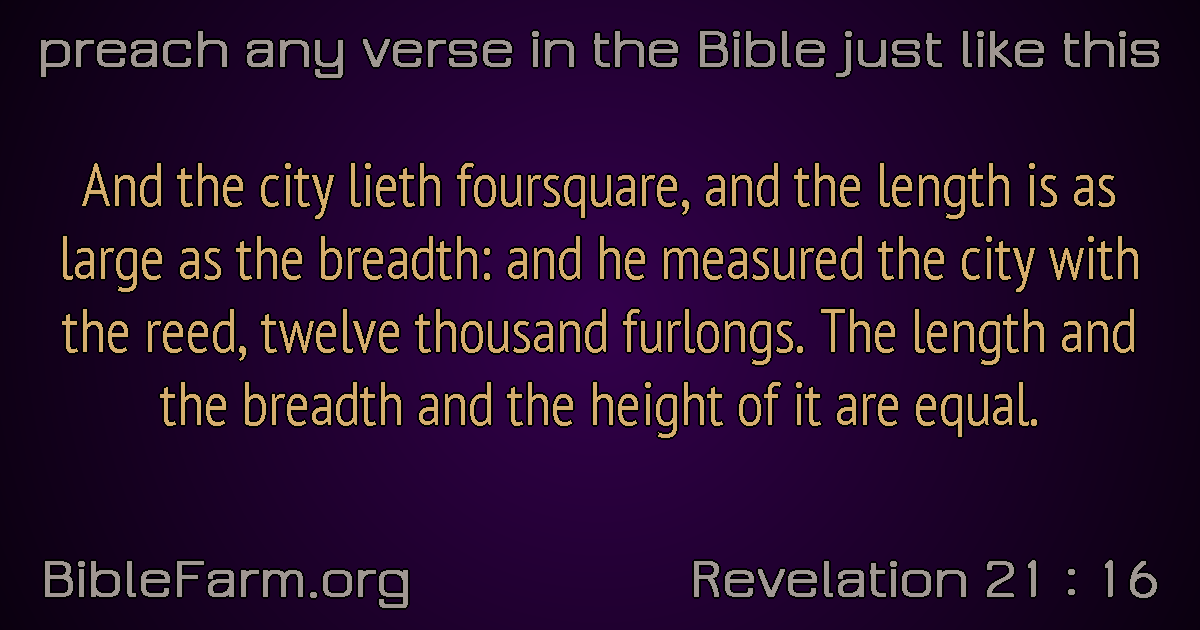 preach any verse in the Bible just like this
And the city lieth foursquare, and the length is as
large as the breadth: and he measured the city with
the reed, twelve thousand furlongs. The length and
the breadth and the height of it are equal.
BibleFarm.org
Revelation 21 : 16